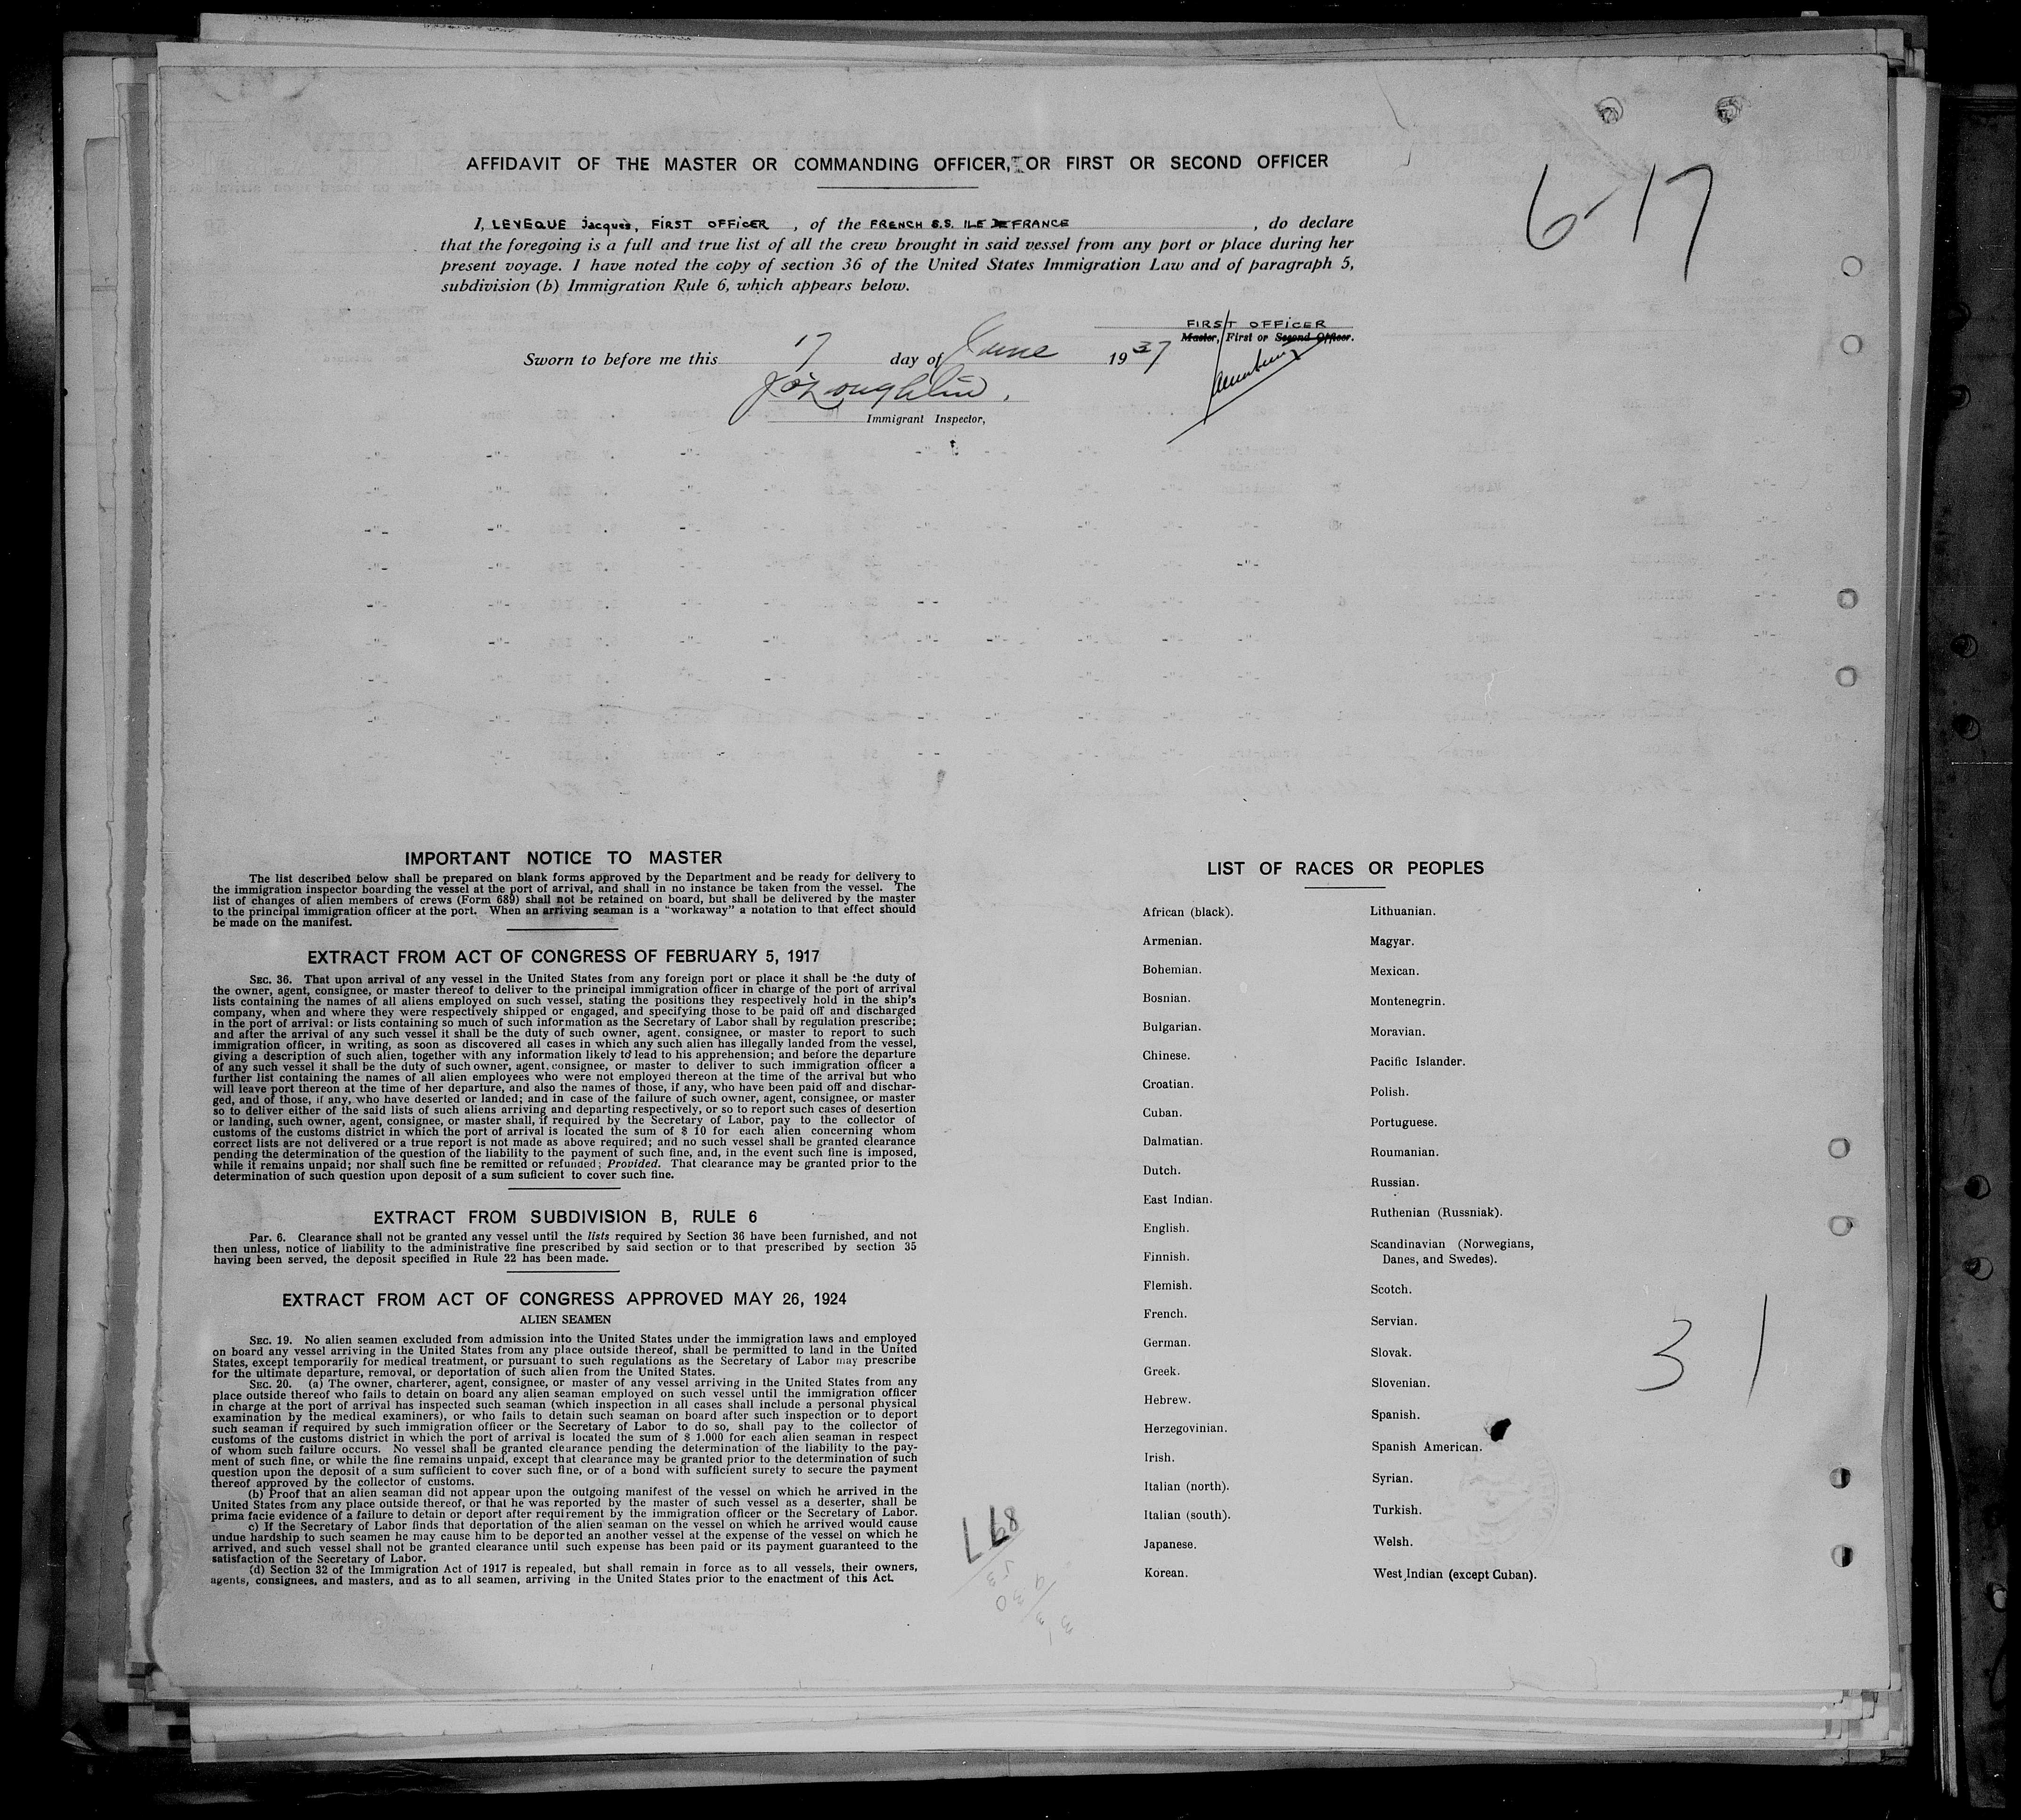 AFFIDAVIT OF THE MASTER OR COMMANDING OFFICER, OR FIRST OR SECOND OFFICER
6-17
I, LEVEQUE Jacques, FIRST OFFICER , of the FRENCH S.S. ILE DE FRANCE , do declare
that the foregoing is a full and true list of all the crew brought in said vessel from any port or place during her
present voyage. I have noted the copy of section 36 of the United States Immigration Law and of paragraph 5,
subdivision (b) Immigration Rule 6, which appears below.
FIRST OFFICER
Master, First or Second Officer.
Sworn to before me this 17 day of June 1937
J O'Loughlin.
Immigrant Inspector,
IMPORTANT NOTICE TO MASTER
The list described below shall be prepared on blank forms approved by the Department and be ready for delivery to
the immigration inspector boarding the vessel at the port of arrival, and shall in no instance be taken from the vessel. The
list of changes of alien members of crews (Form 689) shall not be retained on board, but shall be delivered by the master
to the principal immigration officer at the port. When an arriving seaman is a “workaway” a notation to that effect should
be made on the manifest.
EXTRACT FROM ACT OF CONGRESS OF FEBRUARY 5, 1917
SEC. 36. That upon arrival of any vessel in the United States from any foreign port or place it shall be the duty of
the owner, agent, consignee, or master thereof to deliver to the principal immigration officer in charge of the port of arrival
lists containing the names of all aliens employed on such vessel, stating the positions they respectively hold in the ship's
company, when and where they were respectively shipped or engaged, and specifying those to be paid off and discharged
in the port of arrival: or lists containing so much of such information as the Secretary of Labor shall by regulation prescribe;
and after the arrival of any such vessel it shall be the duty of such owner, agent, consignee, or master to report to such
immigration officer, in writing, as soon as discovered all cases in which any such alien has illegally landed from the vessel,
giving a description of such alien, together with any information likely to lead to his apprehension; and before the departure
of any such vessel it shall be the duty of such owner, agent, consignee, or master to deliver to such immigration officer a
further list containing the names of all alien employees who were not employed thereon at the time of the arrival but who
will leave port thereon at the time of her departure, and also the names of those, if any, who have been paid off and dischar-
ged, and of those, if any, who have deserted or landed; and in case of the failure of such owner, agent, consignee, or master
so to deliver either of the said lists of such aliens arriving and departing respectively, or so to report such cases of desertion
or landing, such owner, agent, consignee, or master shall, if required by the Secretary of Labor, pay to the collector of
customs of the customs district in which the port of arrival is located the sum of $ 10 for each alien concerning whom
correct lists are not delivered or a true report is not made as above required; and no such vessel shall be granted clearance
pending the determination of the question of the liability to the payment of such fine, and, in the event such fine is imposed,
while it remains unpaid; nor shall such fine be remitted or refunded; Provided. That clearance may be granted prior to the
determination of such question upon deposit of a sum suficient to cover such fine.
EXTRACT FROM SUBDIVISION B, RULE 6
Par. 6. Clearance shall not be granted any vessel until the lists required by Section 36 have been furnished, and not
then unless, notice of liability to the administrative fine prescribed by said section or to that prescribed by section 35
having been served, the deposit specified in Rule 22 has been made.
EXTRACT FROM ACT OF CONGRESS APPROVED MAY 26, 1924
ALIEN SEAMEN
SEC. 19. No alien seamen excluded from admission into the United States under the immigration laws and employed
on board any vessel arriving in the United States from any place outside thereof, shall be permitted to land in the United
States, except temporarily for medical treatment, or pursuant to such regulations as the Secretary of Labor may prescribe
for the ultimate departure, removal, or deportation of such alien from the United States.
SEC. 20. (a) The owner, charterer, agent, consignee, or master of any vessel arriving in the United States from any
place outside thereof who fails to detain on board any alien seaman employed on such vessel until the immigration officer
in charge at the port of arrival has inspected such seaman (which inspection in all cases shall include a personal physical
examination by the medical examiners), or who fails to detain such seaman on board after such inspection or to deport
such seaman if required by such immigration officer or the Secretary of Labor to do so, shall pay to the collector of
customs of the customs district in which the port of arrival is located the sum of $ 1.000 for each alien seaman in respect
of whom such failure occurs. No vessel shall be granted clearance pending the determination of the liability to the pay-
ment of such fine, or while the fine remains unpaid, except that clearance may be granted prior to the determination of such
question upon the deposit of a sum sufficient to cover such fine, or of a bond with sufficient surety to secure the payment
thereof approved by the collector of customs.
(b) Proof that an alien seaman did not appear upon the outgoing manifest of the vessel on which he arrived in the
United States from any place outside thereof, or that he was reported by the master of such vessel as a deserter, shall be
prima facie evidence of a failure to detain or deport after requirement by the immigration officer or the Secretary of Labor.
c) If the Secretary of Labor finds that deportation of the alien seaman on the vessel on which he arrived would cause
undue hardship to such seamen he may cause him to be deported an another vessel at the expense of the vessel on which he
arrived, and such vessel shall not be granted clearance until such expense has been paid or its payment guaranteed to the
satisfaction of the Secretary of Labor.
(d) Section 32 of the Immigration Act of 1917 is repealed, but shall remain in force as to all vessels, their owners,
agents, consignees, and masters, and as to all seamen, arriving in the United States prior to the enactment of this Act.
LIST OF RACES OR PEOPLES
African (black).
Armenian.
Bohemian.
Bosnian.
Bulgarian.
Chinese.
Croatian.
Cuban.
Dalmatian.
Dutch.
East Indian.
English.
Finnish.
Flemish.
French.
German.
Greek.
Hebrew.
Herzegovinian.
Irish.
Italian (north).
Italian (south).
Japanese.
Korean.
Lithuanian.
Magyar.
Mexican.
Montenegrin.
Moravian.
Pacific Islander.
Polish.
Portuguese.
Roumanian.
Russian.
Ruthenian (Russniak).
Scandinavian (Norwegians,
Danes, and Swedes).
Scotch.
Servian.
Slovak.
Slovenian.
Spanish.
Spanish American.
Syrian.
Turkish.
Welsh.
West Indian (except Cuban).
31